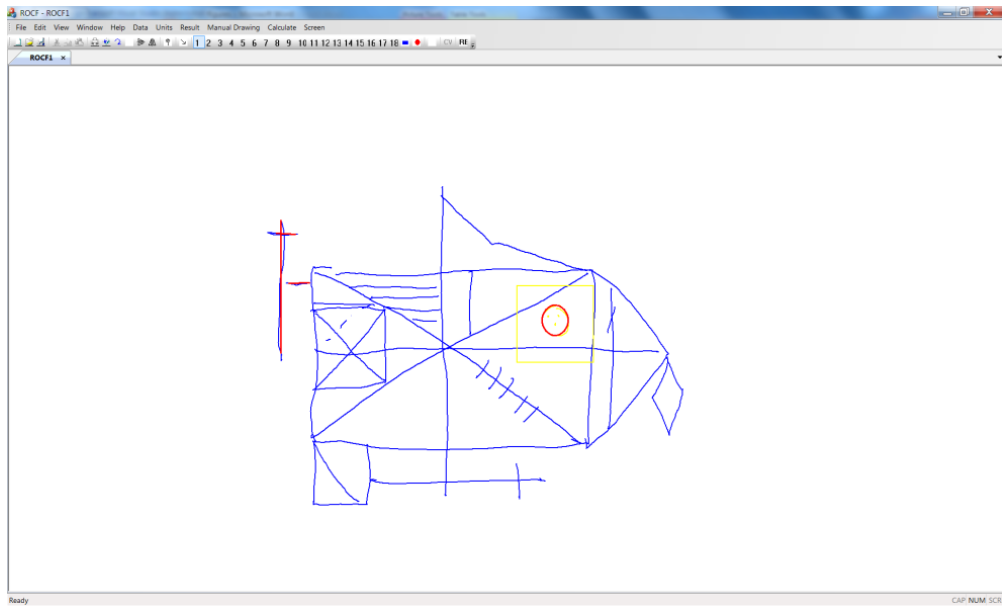 ROCF - ROCF1
File Edit View Window Help Data Units Result Manual Drawing Calculate Screen
1 2 3 4 5 6 7 8 9 10 11 12 13 14 15 16 17 18 CV
ROCF1 ×
Ready CAP NUM SCR